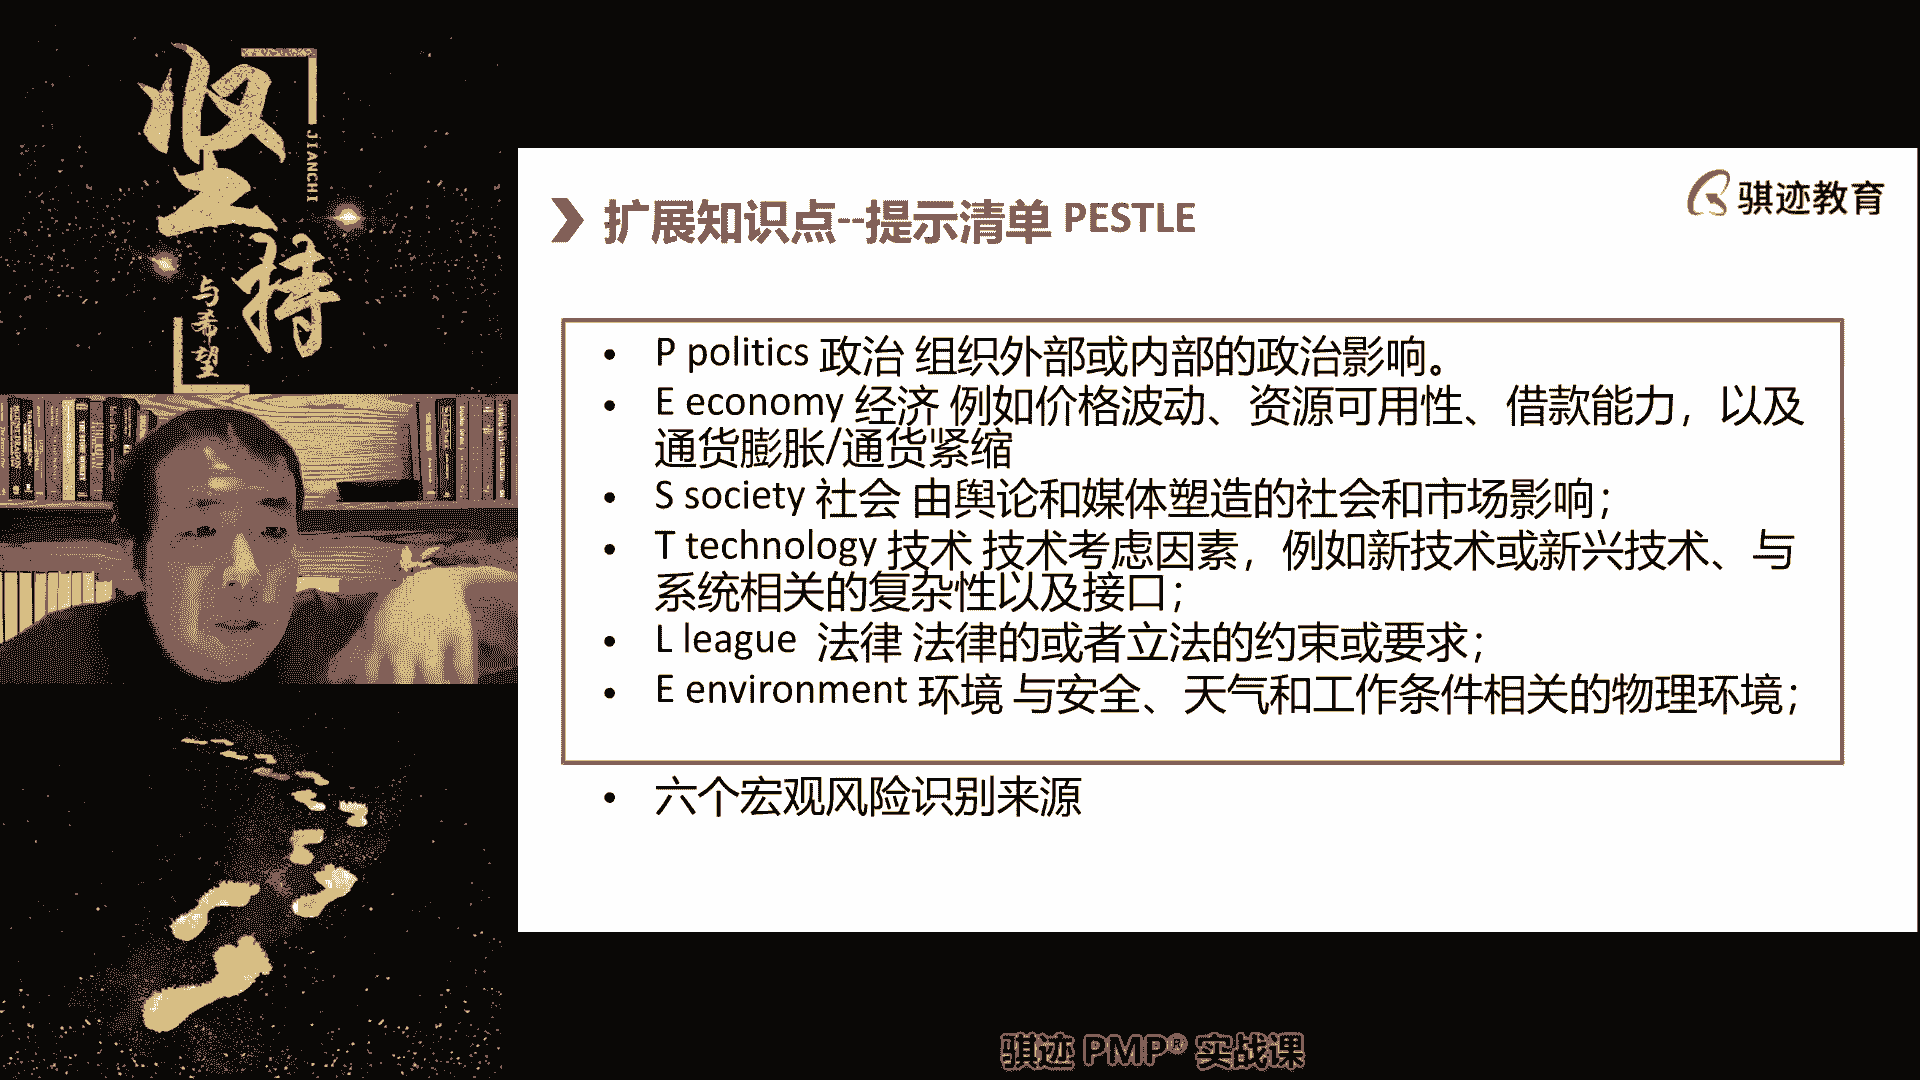 坚持
JIANCHI
与希望
骐迹教育
扩展知识点--提示清单 PESTLE
• P politics 政治 组织外部或内部的政治影响。
• E economy 经济 例如价格波动、资源可用性、借款能力，以及
通货膨胀/通货紧缩
• S society 社会 由舆论和媒体塑造的社会和市场影响；
• T technology 技术 技术考虑因素，例如新技术或新兴技术、与
系统相关的复杂性以及接口；
• L league 法律 法律的或者立法的约束或要求；
• E environment 环境 与安全、天气和工作条件相关的物理环境；
• 六个宏观风险识别来源
骐迹 PMP® 实战课